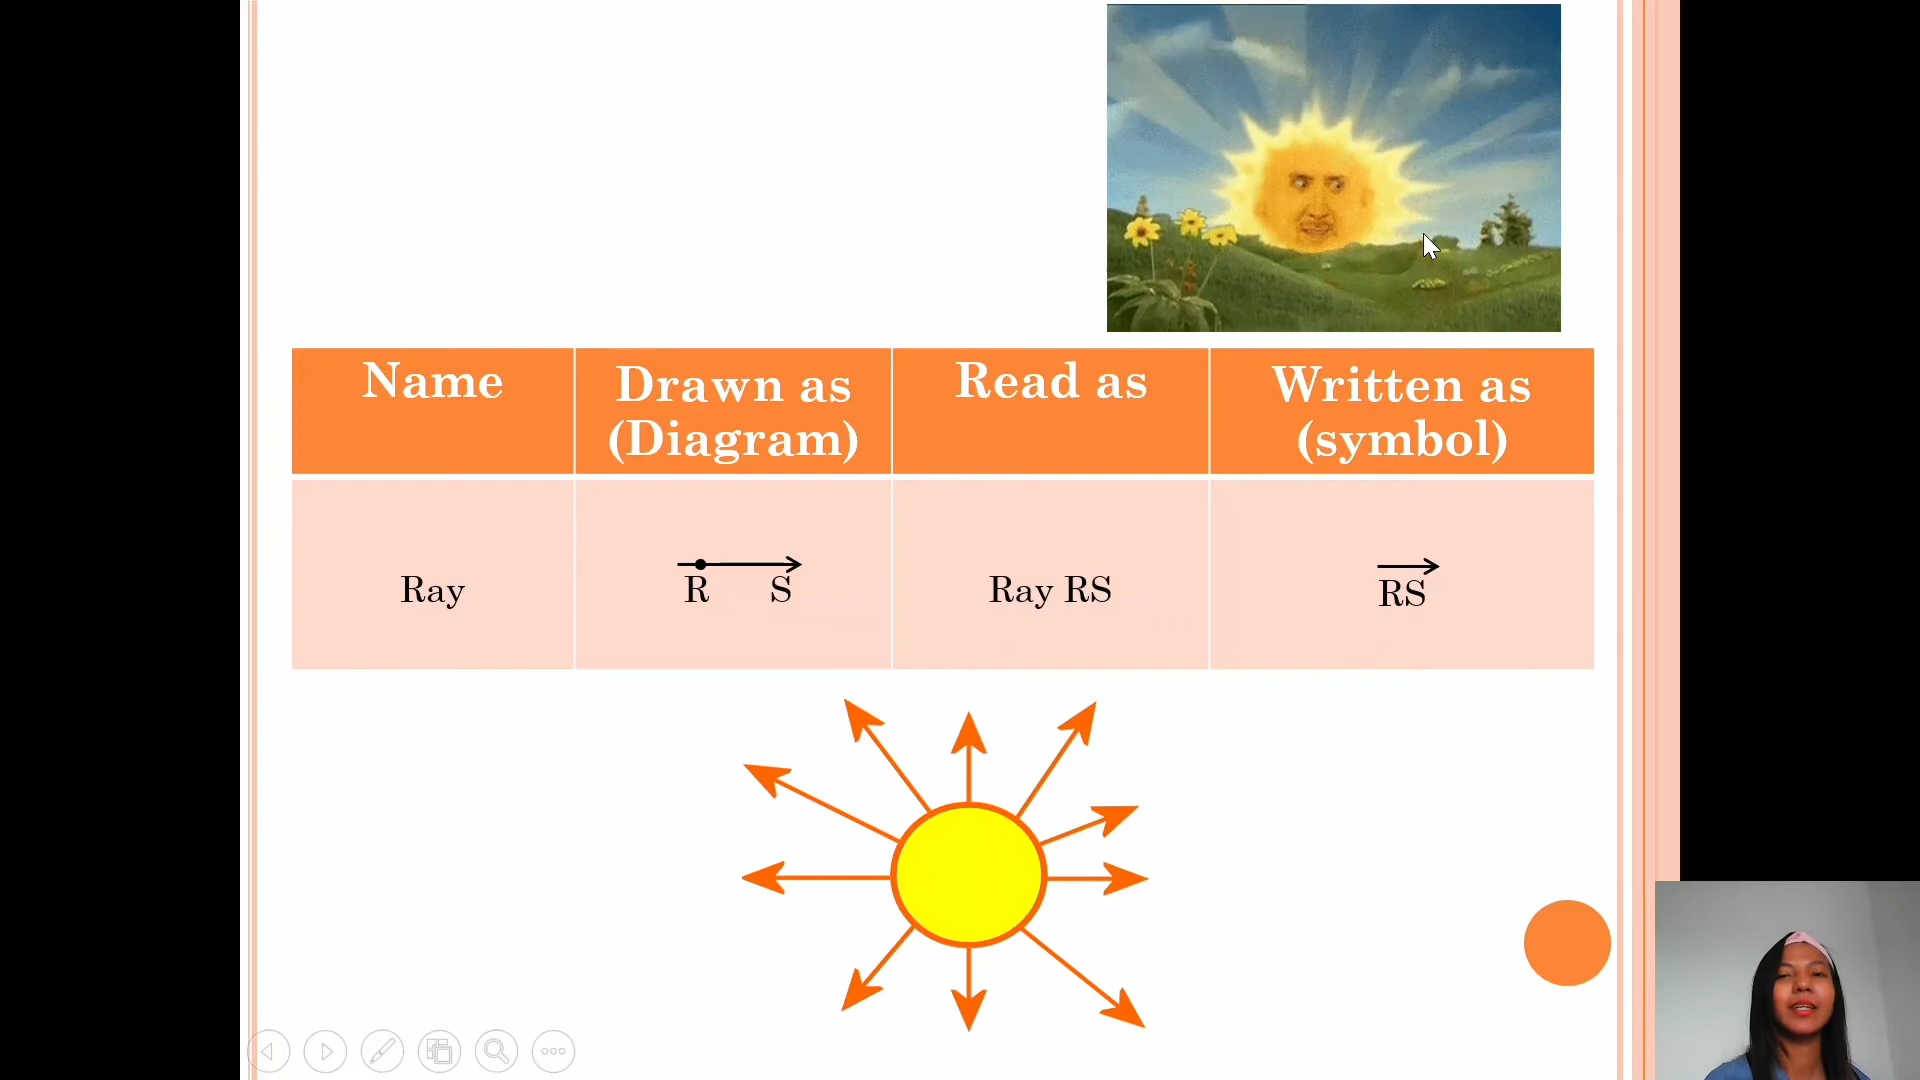 Name
Drawn as
(Diagram)
Read as
Written as
(symbol)
Ray
R S
Ray RS
RS